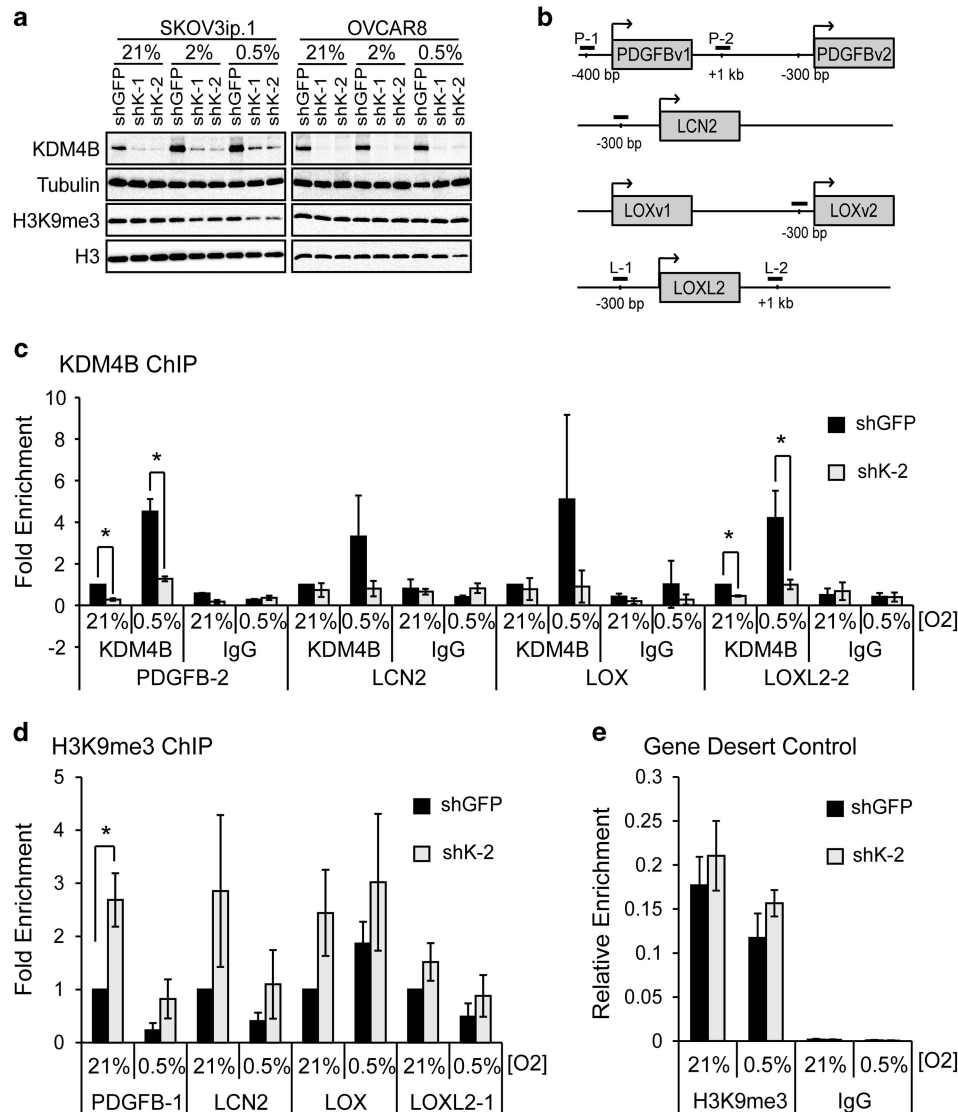 a
SKOV3ip.1 OVCAR8
21% 2% 0.5% 21% 2% 0.5%
shGFP shK-1 shK-2 shGFP shK-1 shK-2 shGFP shK-1 shK-2 shGFP shK-1 shK-2 shGFP shK-1 shK-2 shGFP shK-1 shK-2
KDM4B
Tubulin
H3K9me3
H3
b
P-1 P-2
PDGFBv1 PDGFBv2
-400 bp +1 kb -300 bp
LCN2
-300 bp
LOXv1 LOXv2
-300 bp
L-1 L-2
LOXL2
-300 bp +1 kb
c
KDM4B ChIP
Fold Enrichment
10
8
6
4
2
0
-2
shGFP
shK-2
* * * *
21% 0.5% 21% 0.5% 21% 0.5% 21% 0.5% 21% 0.5% 21% 0.5% 21% 0.5% 21% 0.5% [O2]
KDM4B IgG KDM4B IgG KDM4B IgG KDM4B IgG
PDGFB-2 LCN2 LOX LOXL2-2
d
H3K9me3 ChIP
Fold Enrichment
5
4
3
2
1
0
shGFP
shK-2
*
21% 0.5% 21% 0.5% 21% 0.5% 21% 0.5% [O2]
PDGFB-1 LCN2 LOX LOXL2-1
e
Gene Desert Control
Relative Enrichment
0.3
0.25
0.2
0.15
0.1
0.05
0
shGFP
shK-2
21% 0.5% 21% 0.5% [O2]
H3K9me3 IgG